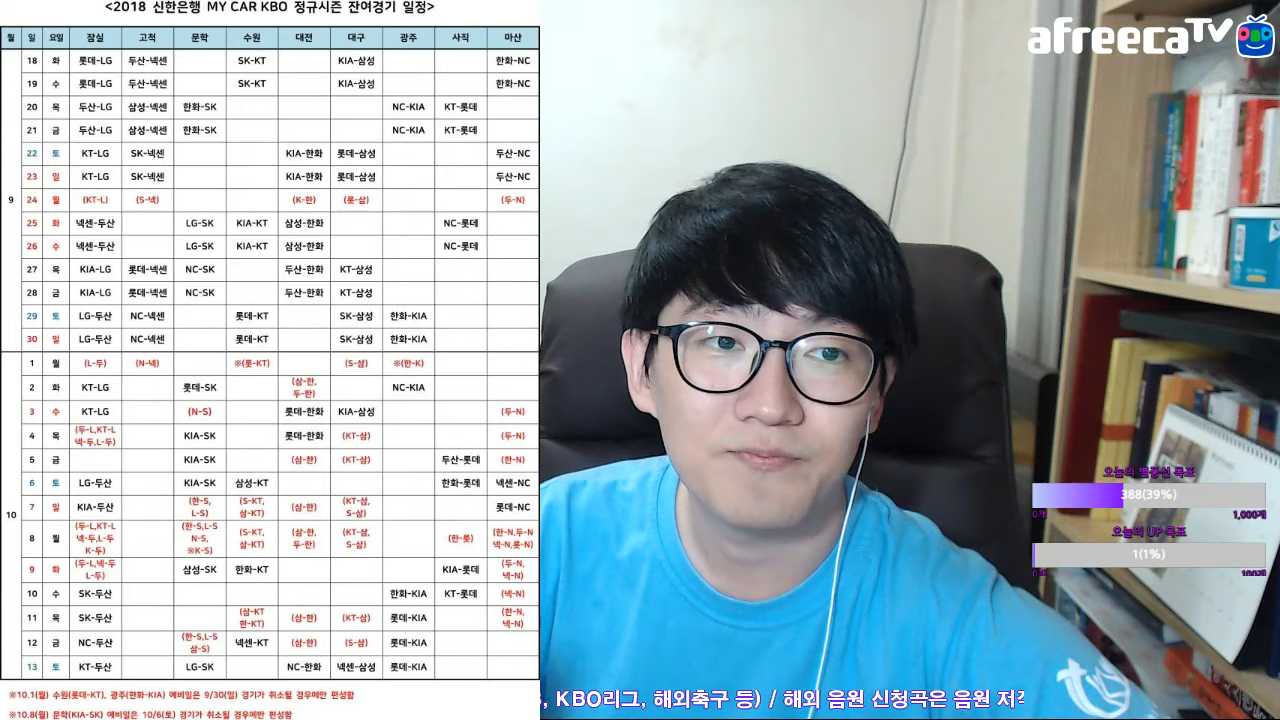 <2018 신한은행 MY CAR KBO 정규시즌 잔여경기 일정>
월 일 요일 잠실 고척 문학 수원 대전 대구 광주 사직 마산
9
18 화 롯데-LG 두산-넥센 SK-KT KIA-삼성 한화-NC
19 수 롯데-LG 두산-넥센 SK-KT KIA-삼성 한화-NC
20 목 두산-LG 삼성-넥센 한화-SK NC-KIA KT-롯데
21 금 두산-LG 삼성-넥센 한화-SK NC-KIA KT-롯데
22 토 KT-LG SK-넥센 KIA-한화 롯데-삼성 두산-NC
23 일 KT-LG SK-넥센 KIA-한화 롯데-삼성 두산-NC
24 월 (KT-L) (S-넥) (K-한) (롯-삼) (두-N)
25 화 넥센-두산 LG-SK KIA-KT 삼성-한화 NC-롯데
26 수 넥센-두산 LG-SK KIA-KT 삼성-한화 NC-롯데
27 목 KIA-LG 롯데-넥센 NC-SK 두산-한화 KT-삼성
28 금 KIA-LG 롯데-넥센 NC-SK 두산-한화 KT-삼성
29 토 LG-두산 NC-넥센 롯데-KT SK-삼성 한화-KIA
30 일 LG-두산 NC-넥센 롯데-KT SK-삼성 한화-KIA
10
1 월 (L-두) (N-넥) ※(롯-KT) (S-삼) ※(한-K)
2 화 KT-LG 롯데-SK (삼-한, 두-한) NC-KIA
3 수 KT-LG (N-S) 롯데-한화 KIA-삼성 (두-N)
4 목 (두-L,KT-L 넥-두,L-두) KIA-SK 롯데-한화 (KT-삼) (두-N)
5 금 KIA-SK (삼-한) (KT-삼) 두산-롯데 (한-N)
6 토 LG-두산 KIA-SK 삼성-KT 한화-롯데 넥센-NC
7 일 KIA-두산 (한-S, L-S) (S-KT, 삼-KT) (삼-한) (KT-삼, S-삼) 롯데-NC
8 월 (두-L,KT-L 넥-두,L-두 K-두) (한-S,L-S N-S, ※K-S) (S-KT, 삼-KT) (삼-한, 두-한) (KT-삼, S-삼) (한-롯) (한-N,두-N 넥-N,롯-N)
9 화 (두-L,넥-두 L-두) 삼성-SK 한화-KT KIA-롯데 (두-N, 넥-N)
10 수 SK-두산 한화-KIA KT-롯데 (넥-N)
11 목 SK-두산 (삼-KT 한-KT) (삼-한) (KT-삼) 롯데-KIA (한-N, 넥-N)
12 금 NC-두산 (한-S,L-S 삼-S) 넥센-KT (삼-한) (S-삼) 롯데-KIA
13 토 KT-두산 LG-SK NC-한화 넥센-삼성 롯데-KIA
※10.1(월) 수원(롯데-KT), 광주(한화-KIA) 예비일은 9/30(일) 경기가 취소될 경우에만 편성함
※10.8(월) 문학(KIA-SK) 예비일은 10/6(토) 경기가 취소될 경우에만 편성함
afreecaTV
오늘의 별풍선 목표
388(39%)
0개 1,000개
오늘의 UP 목표
1(1%)
0개 100개
, KBO리그, 해외축구 등) / 해외 음원 신청곡은 음원 저작